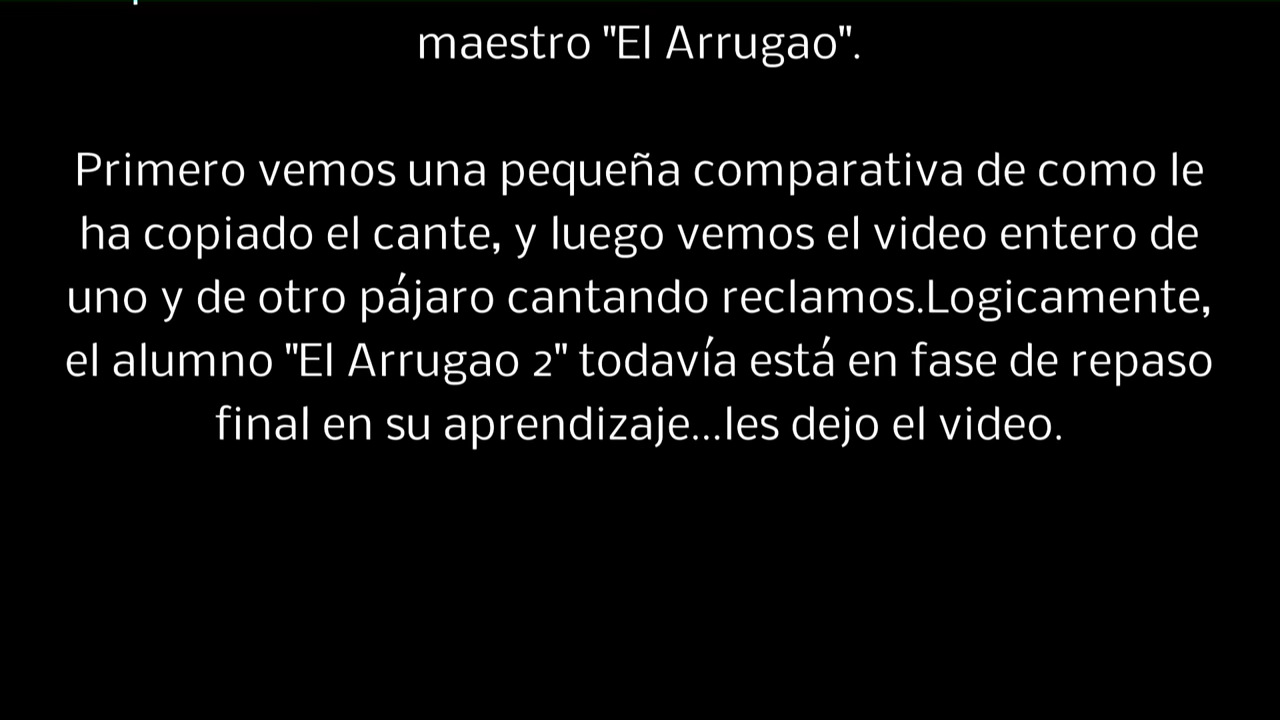 maestro "El Arrugao".
Primero vemos una pequeña comparativa de como le
ha copiado el cante, y luego vemos el video entero de
uno y de otro pájaro cantando reclamos.Logicamente,
el alumno "El Arrugao 2" todavía está en fase de repaso
final en su aprendizaje...les dejo el video.